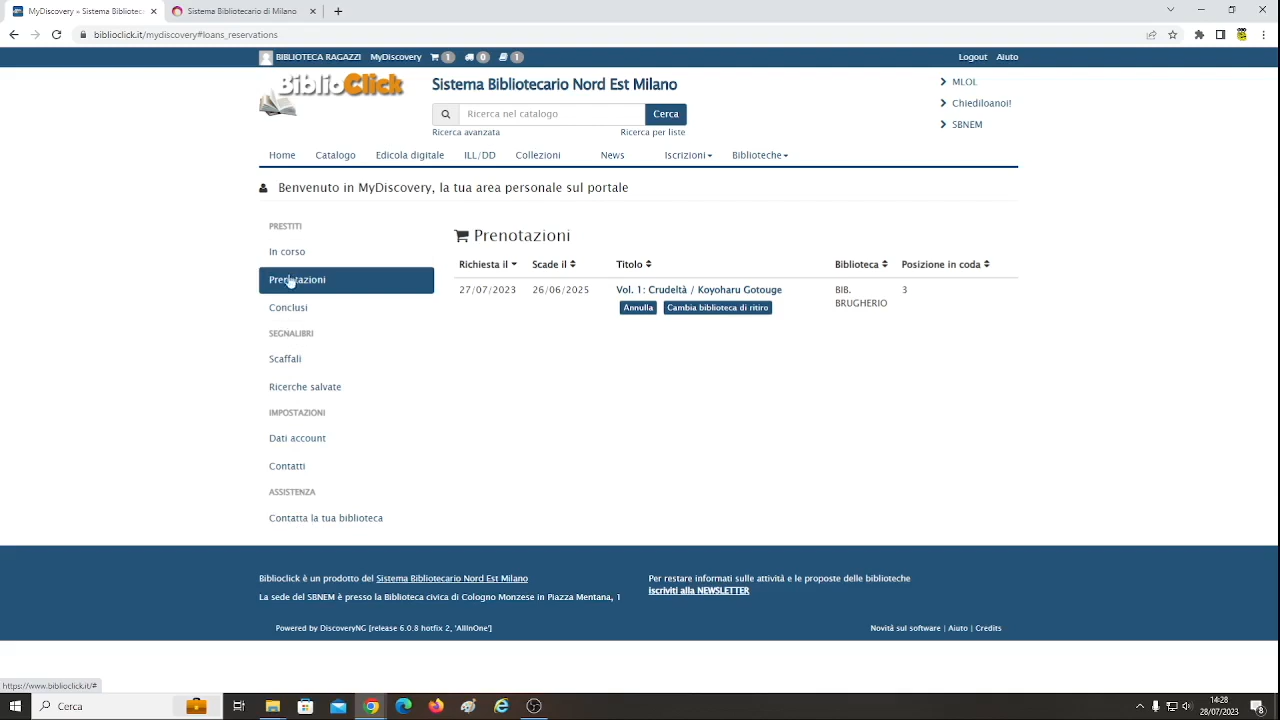 MyDiscovery « Sistema Bibliotec
Sistema Bibliotecario Nord Est M
biblioclick.it/mydiscovery#loans_reservations
BIBLIOTECA RAGAZZI MyDiscovery 1 0 1
Logout Aiuto
BiblioClick
Sistema Bibliotecario Nord Est Milano
MLOL
Ricerca nel catalogo Cerca
Chiediloanoi!
Ricerca avanzata Ricerca per liste
SBNEM
Home Catalogo Edicola digitale ILL/DD Collezioni News Iscrizioni Biblioteche
Benvenuto in MyDiscovery, la tua area personale sul portale
PRESTITI
In corso
Prenotazioni
Conclusi
SEGNALIBRI
Scaffali
Ricerche salvate
IMPOSTAZIONI
Dati account
Contatti
ASSISTENZA
Contatta la tua biblioteca
Prenotazioni
Richiesta il Scade il Titolo Biblioteca Posizione in coda
27/07/2023 26/06/2025 Vol. 1: Crudeltà / Koyoharu Gotouge BIB. 3
BRUGHERIO
Annulla Cambia biblioteca di ritiro
Biblioclick è un prodotto del Sistema Bibliotecario Nord Est Milano
La sede del SBNEM è presso la Biblioteca civica di Cologno Monzese in Piazza Mentana, 1
Per restare informati sulle attività e le proposte delle biblioteche
iscriviti alla NEWSLETTER
Powered by DiscoveryNG [release 6.0.8 hotfix 2, 'AllInOne']
Novità sul software | Aiuto | Credits
https://www.biblioclick.it/#
Cerca
14:28
28/07/2023